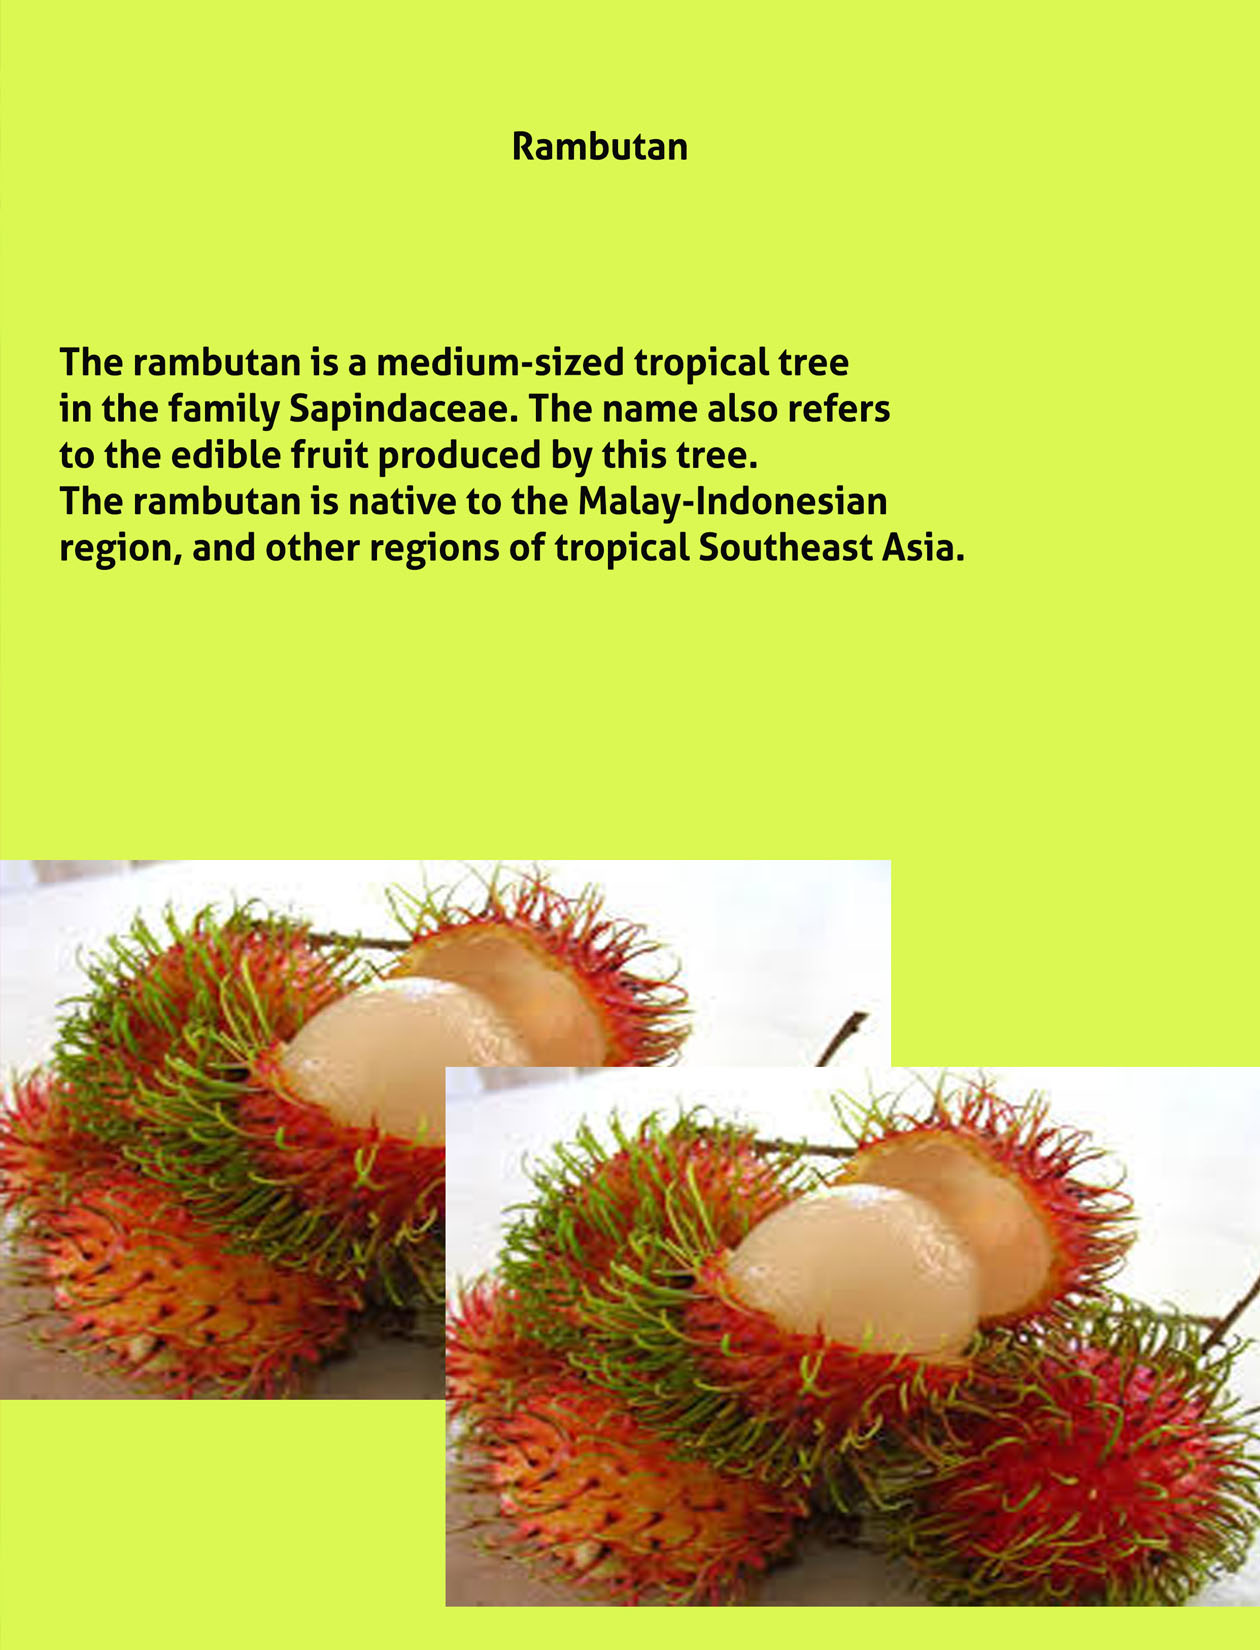 Rambutan
The rambutan is a medium-sized tropical tree
in the family Sapindaceae. The name also refers
to the edible fruit produced by this tree.
The rambutan is native to the Malay-Indonesian
region, and other regions of tropical Southeast Asia.